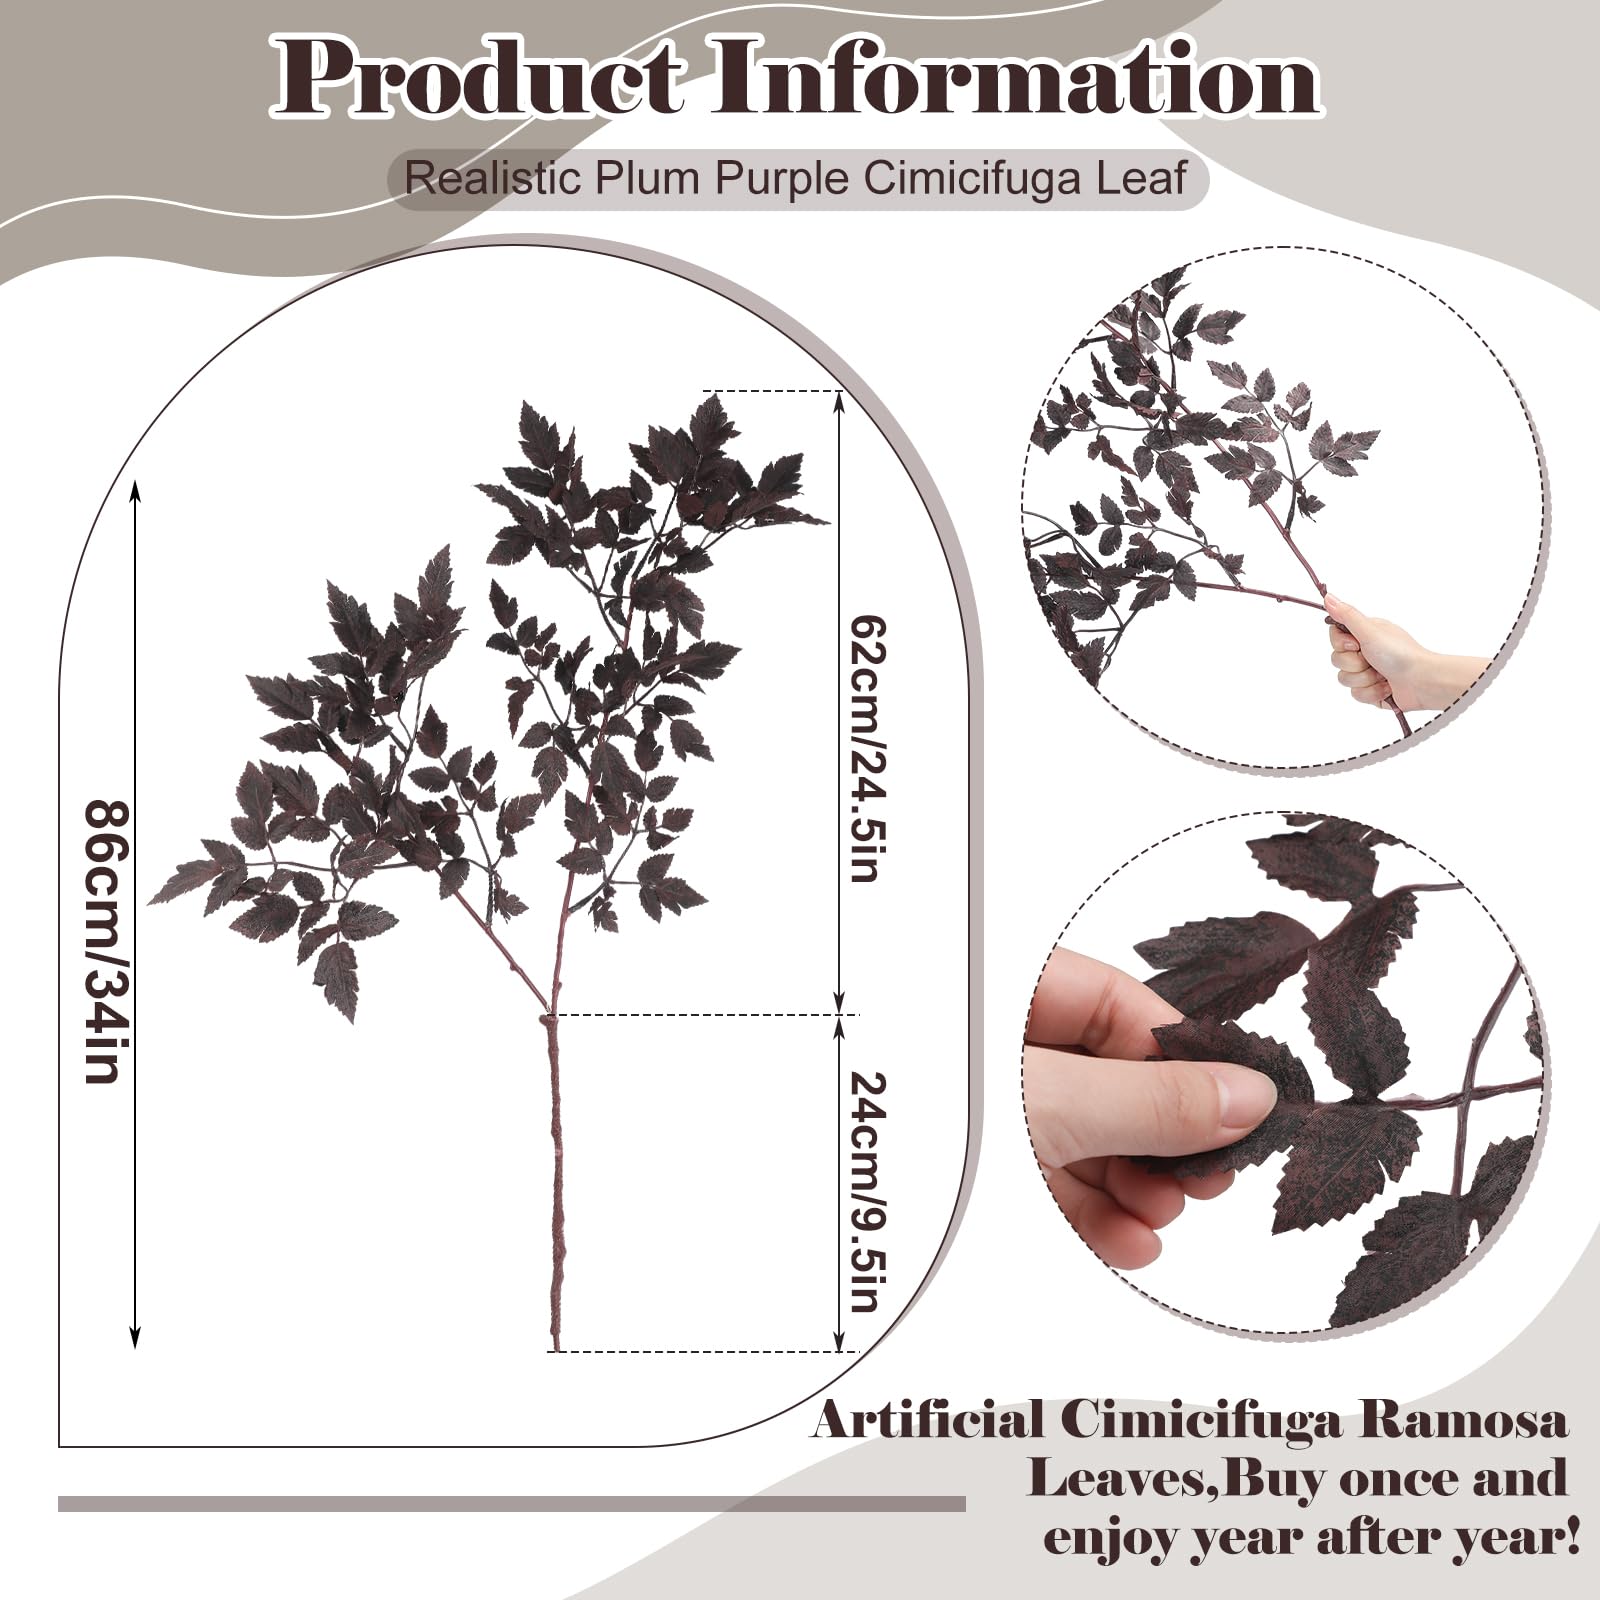 Product Information
Realistic Plum Purple Cimicifuga Leaf
86cm/34in
62cm/24.5in
24cm/9.5in
Artificial Cimicifuga Ramosa
Leaves,Buy once and
enjoy year after year!